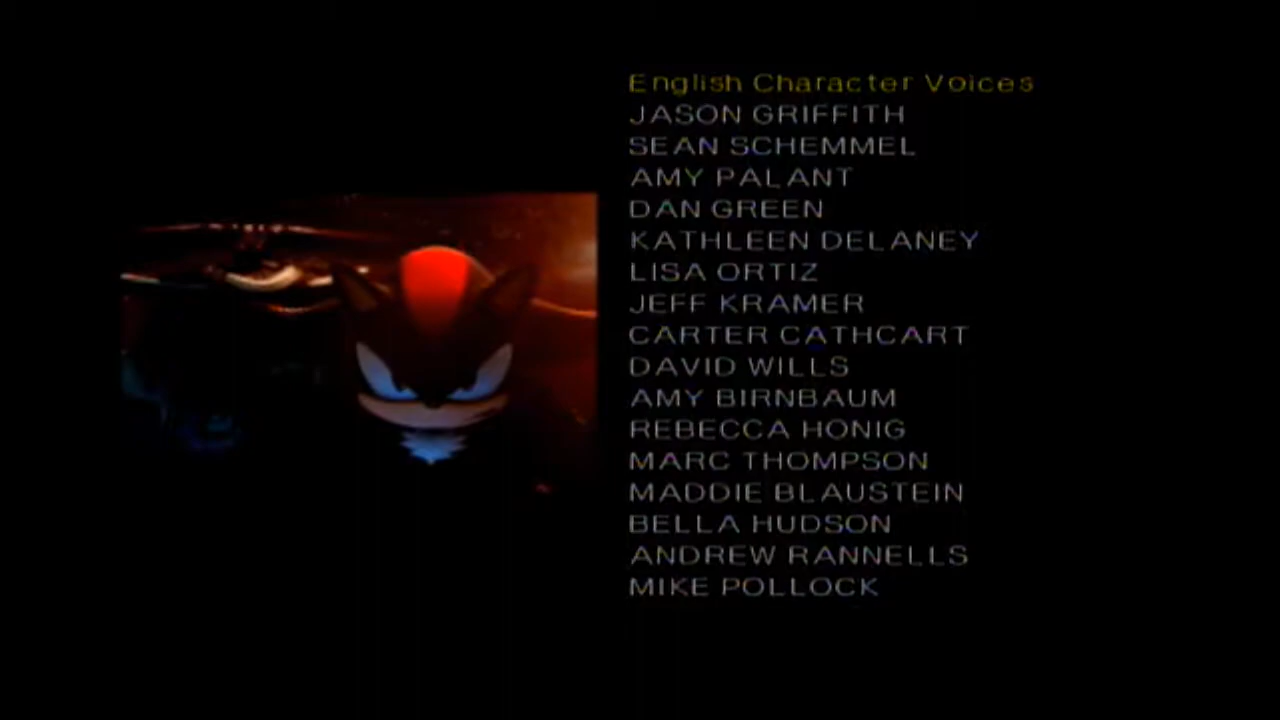 English Character Voices
JASON GRIFFITH
SEAN SCHEMMEL
AMY PALANT
DAN GREEN
KATHLEEN DELANEY
LISA ORTIZ
JEFF KRAMER
CARTER CATHCART
DAVID WILLS
AMY BIRNBAUM
REBECCA HONIG
MARC THOMPSON
MADDIE BLAUSTEIN
BELLA HUDSON
ANDREW RANNELLS
MIKE POLLOCK